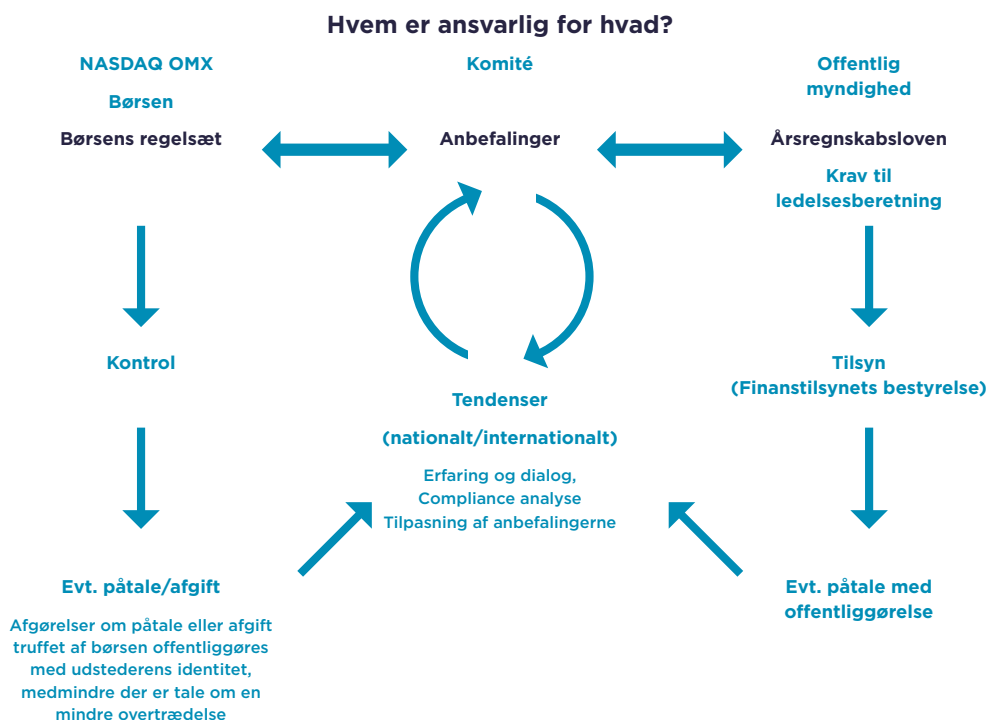 Hvem er ansvarlig for hvad?
NASDAQ OMX
Børsen
Børsens regelsæt
Kontrol
Evt. påtale/afgift
Afgørelser om påtale eller afgift
truffet af børsen offentliggøres
med udstederens identitet,
medmindre der er tale om en
mindre overtrædelse
Komité
Anbefalinger
Tendenser
(nationalt/internationalt)
Erfaring og dialog,
Compliance analyse
Tilpasning af anbefalingerne
Offentlig
myndighed
Årsregnskabsloven
Krav til
ledelsesberetning
Tilsyn
(Finanstilsynets bestyrelse)
Evt. påtale med
offentliggørelse